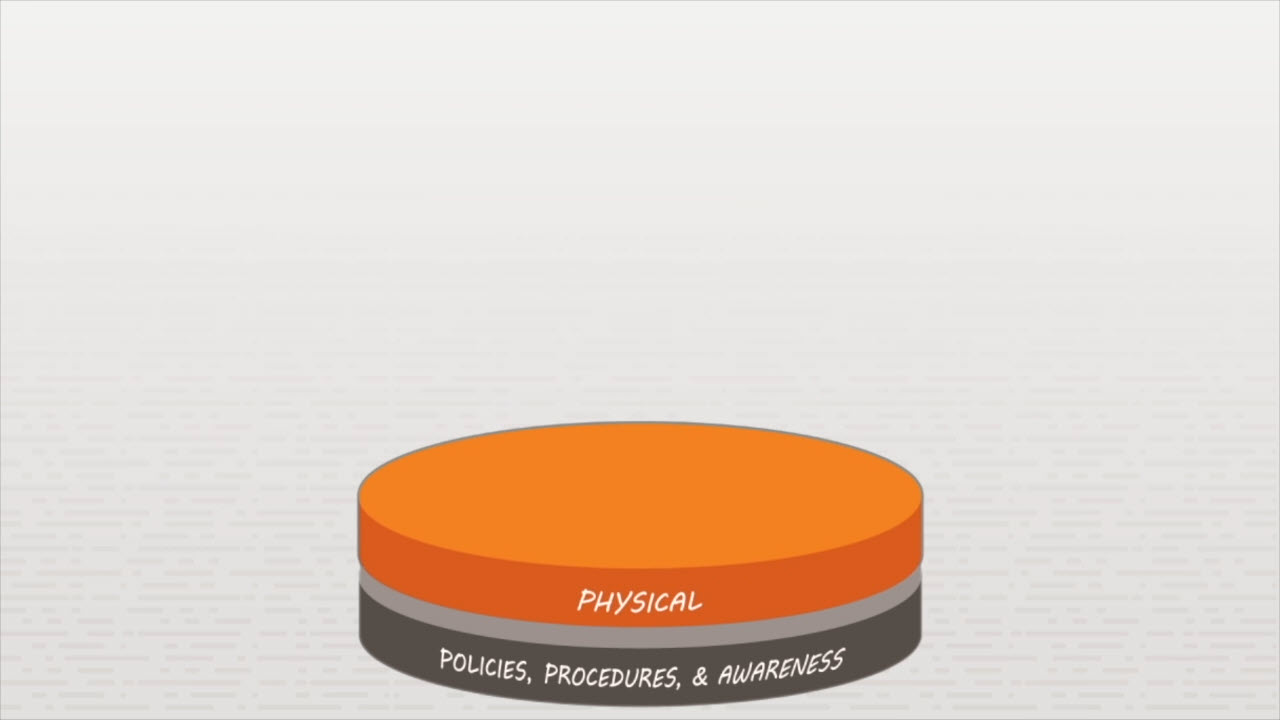 PHYSICAL
POLICIES, PROCEDURES, & AWARENESS